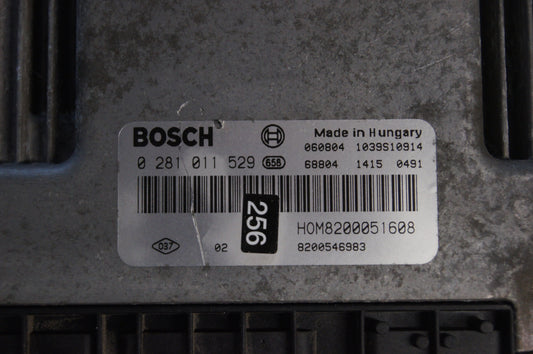 BOSCH Made in Hungary
060804 1039S10914
0 281 011 529 658 68804 1415 0491
256
HOM8200051608
037 02 8200546983